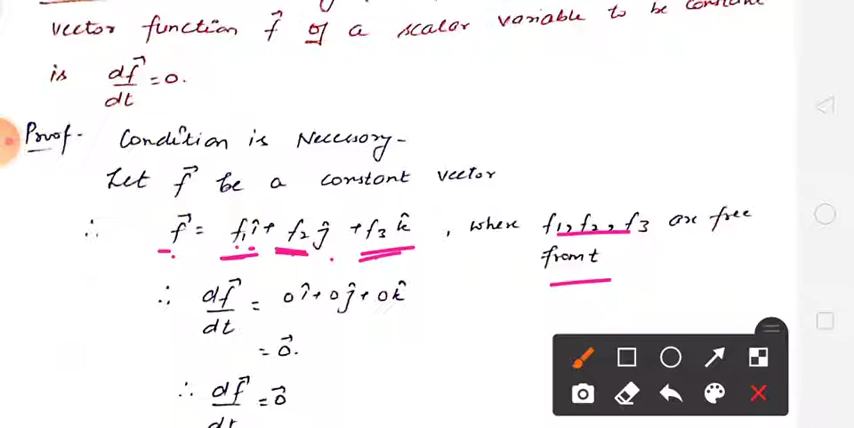 vector function f⃗ of a scalar variable to be constant
is df⃗/dt = 0.
Proof - Condition is Necessary -
Let f⃗ be a constant vector
∴ f⃗ = f₁î + f₂ĵ + f₃k̂ , where f₁, f₂, f₃ are free
from t
∴ df⃗/dt = 0î + 0ĵ + 0k̂
= 0⃗.
∴ df⃗/dt = 0⃗